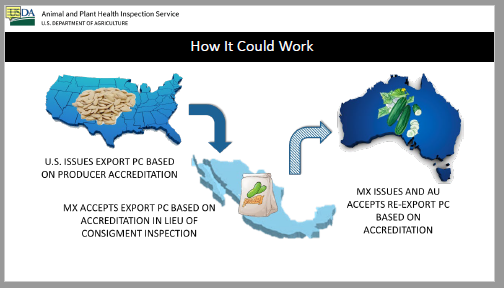 USDA
Animal and Plant Health Inspection Service
U.S. DEPARTMENT OF AGRICULTURE
How It Could Work
U.S. ISSUES EXPORT PC BASED
ON PRODUCER ACCREDITATION
MX ACCEPTS EXPORT PC BASED ON
ACCREDITATION IN LIEU OF
CONSIGMENT INSPECTION
MX ISSUES AND AU
ACCEPTS RE-EXPORT PC
BASED ON
ACCREDITATION